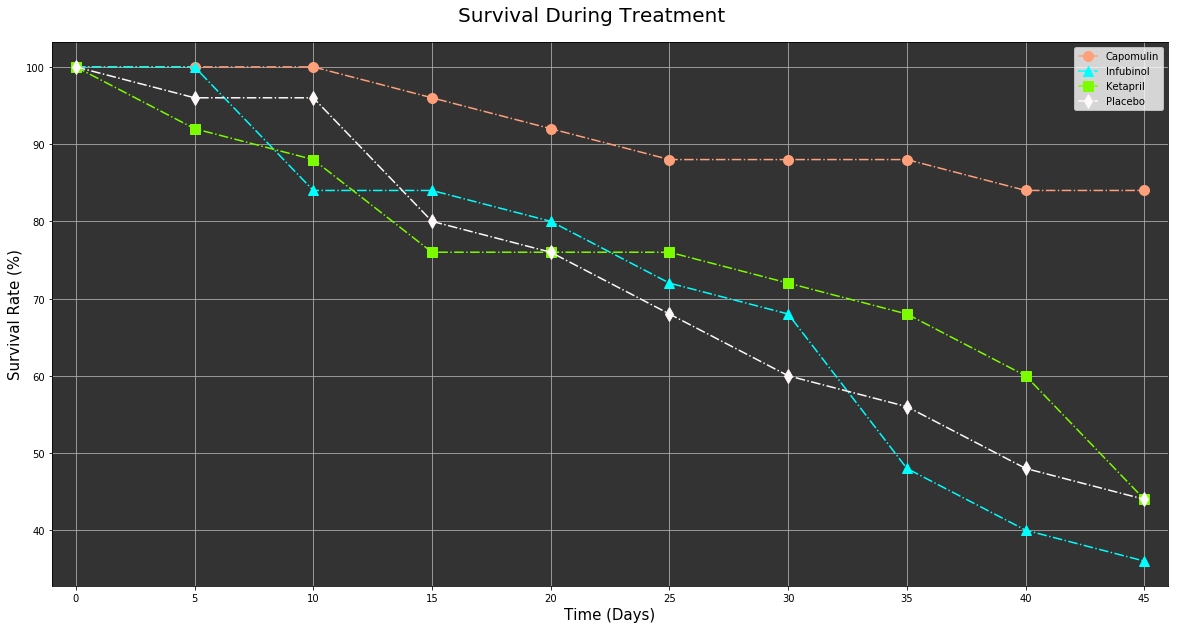 Survival During Treatment
Capomulin
Infubinol
Ketapril
Placebo
Survival Rate (%)
100
90
80
70
60
50
40
0 5 10 15 20 25 30 35 40 45
Time (Days)